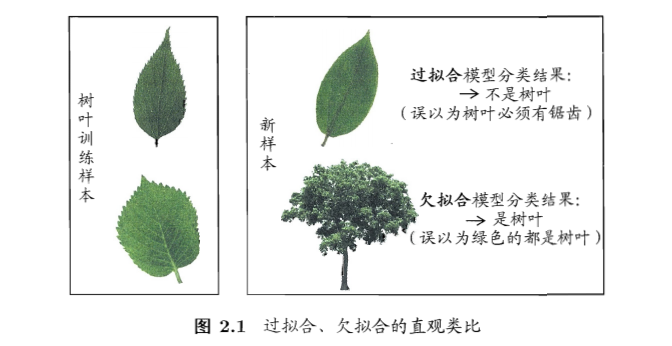 树叶训练样本
新样本
过拟合模型分类结果：
→ 不是树叶
（误以为树叶必须有锯齿）
欠拟合模型分类结果：
→ 是树叶
（误以为绿色的都是树叶）
图 2.1 过拟合、欠拟合的直观类比